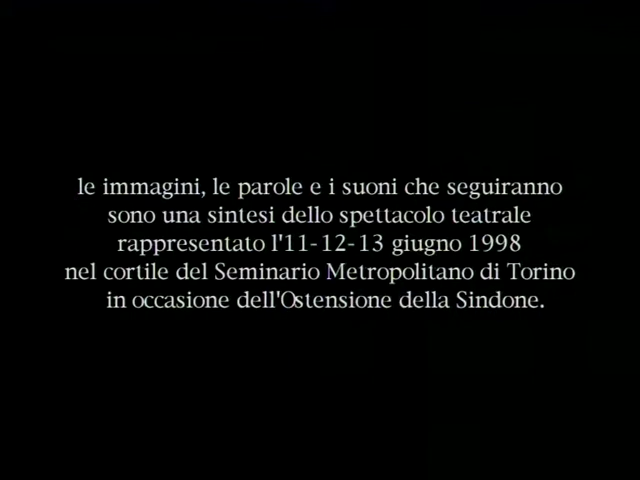 le immagini, le parole e i suoni che seguiranno
sono una sintesi dello spettacolo teatrale
rappresentato l'11-12-13 giugno 1998
nel cortile del Seminario Metropolitano di Torino
in occasione dell'Ostensione della Sindone.